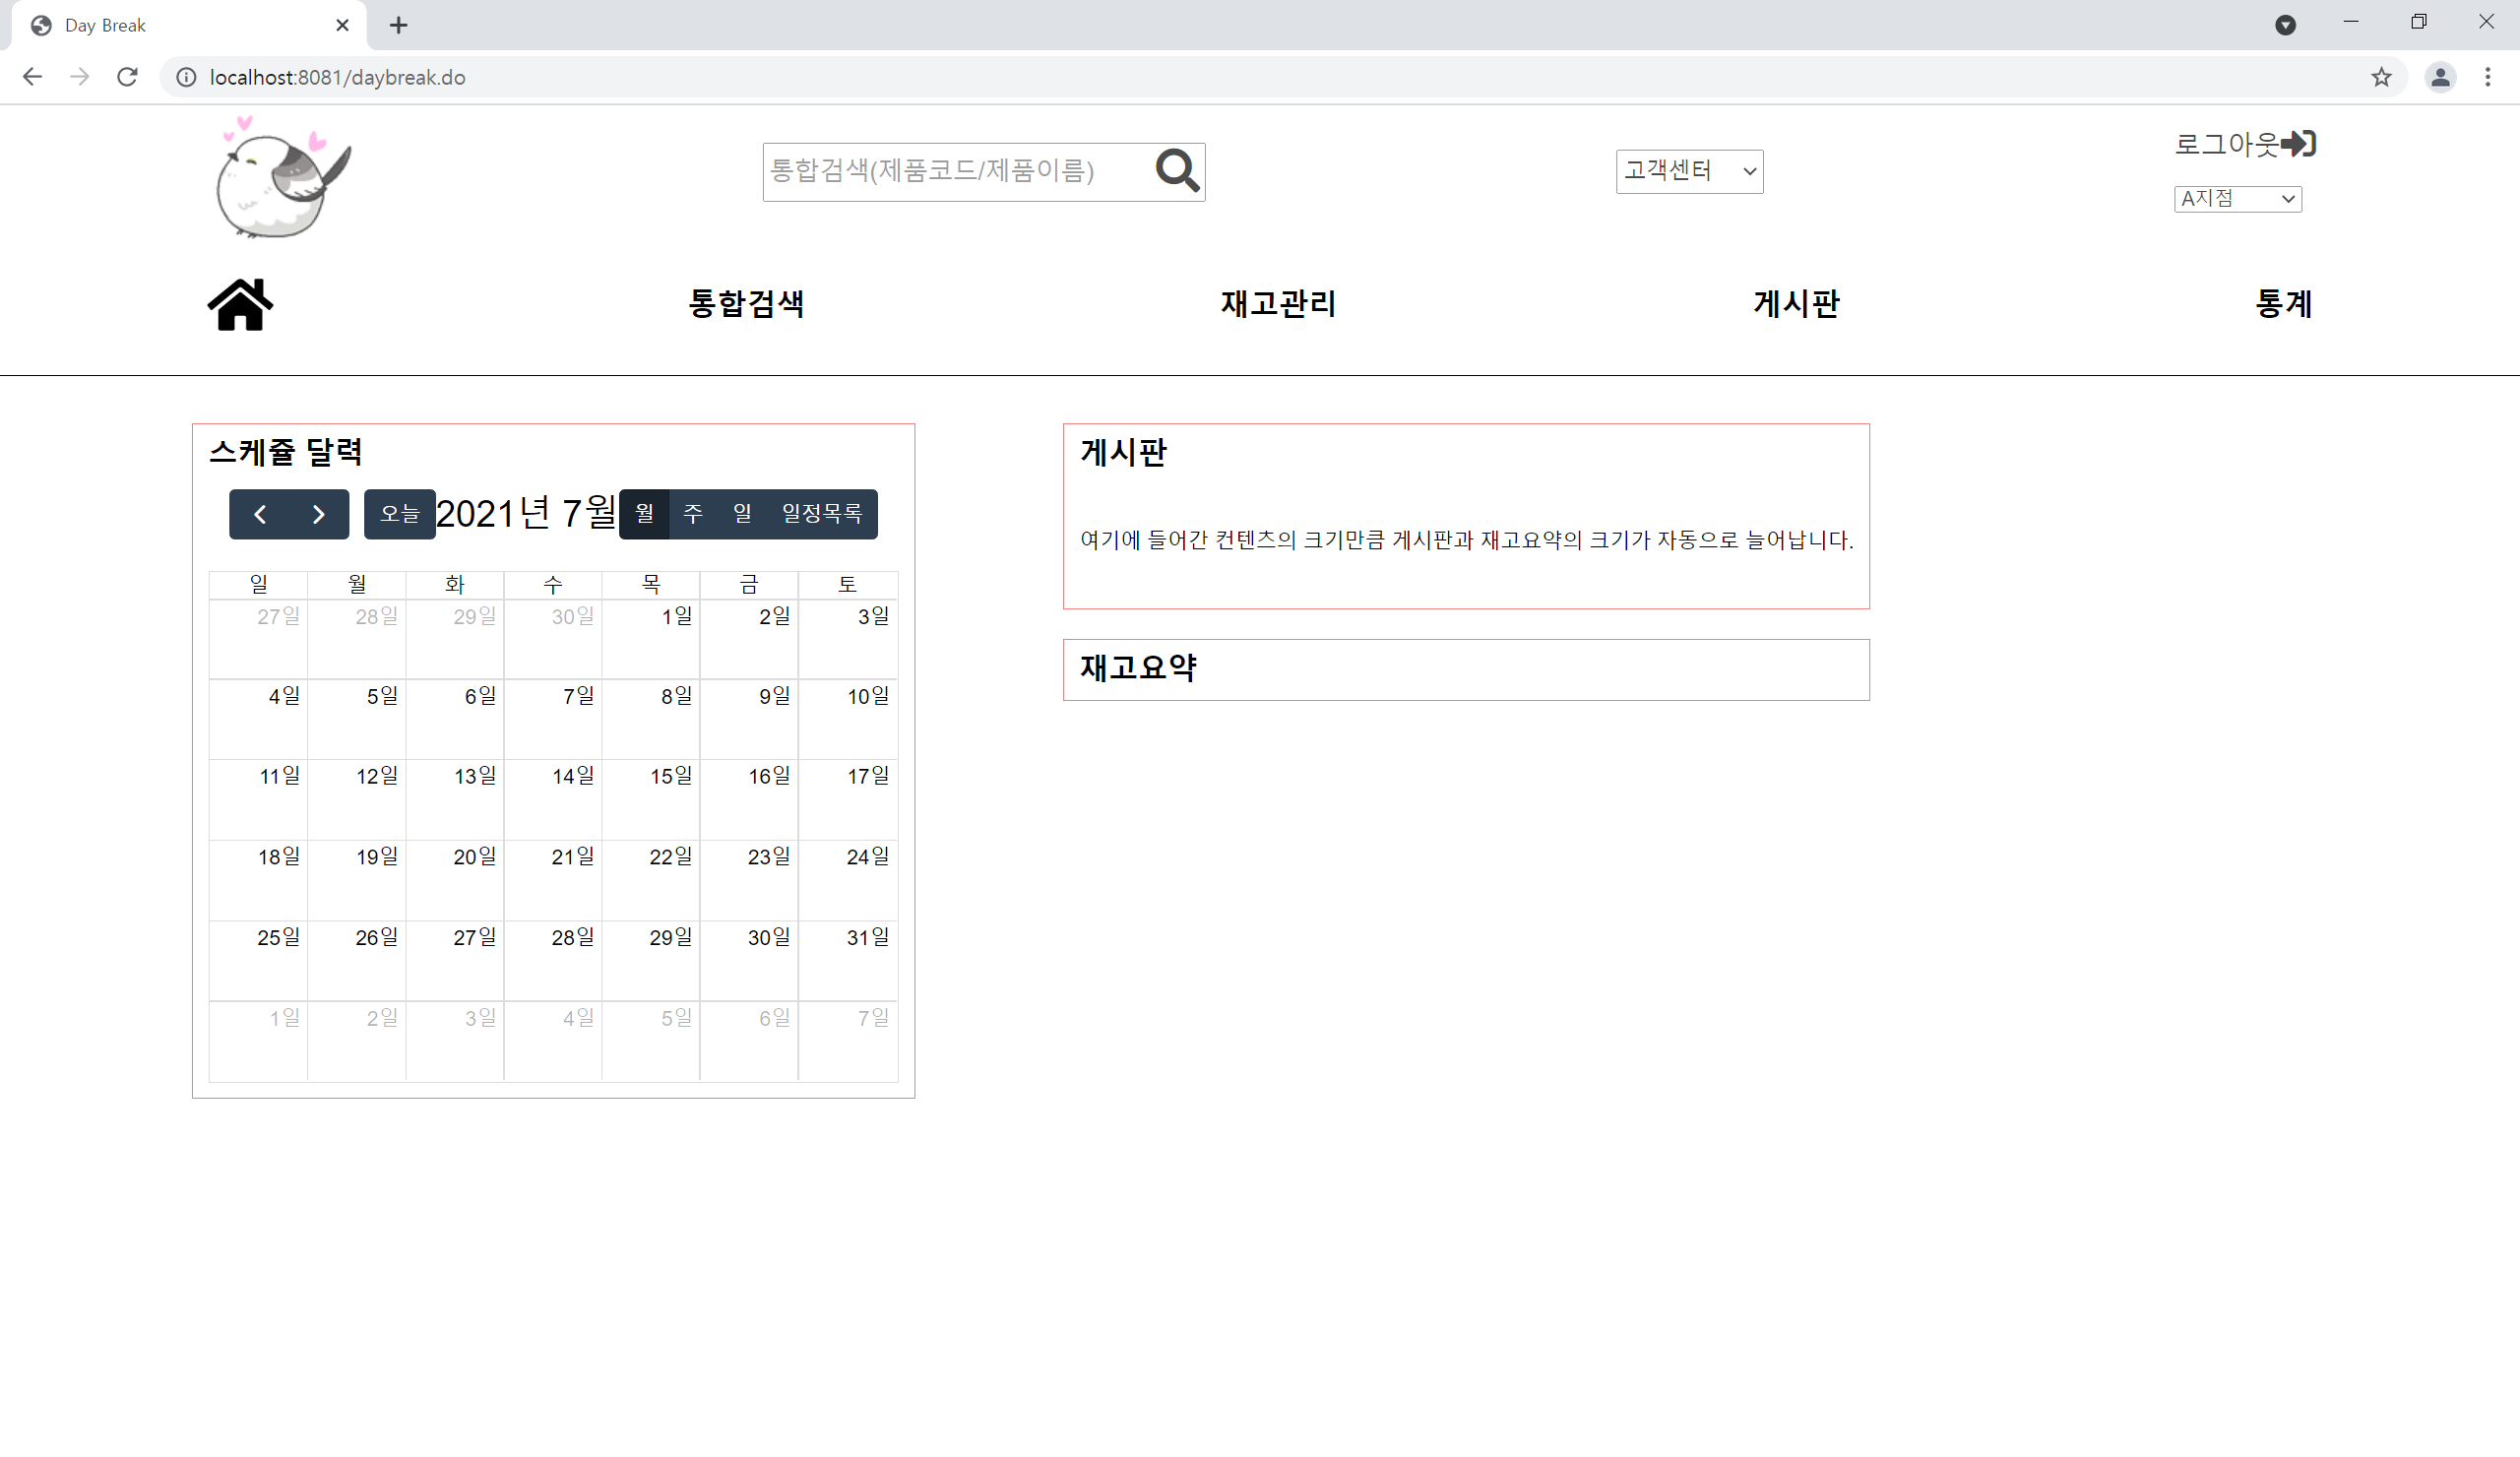 Day Break
localhost:8081/daybreak.do
로그아웃
통합검색(제품코드/제품이름)
고객센터
A지점
통합검색 재고관리 게시판 통계
스케쥴 달력
오늘 2021년 7월 월 주 일 일정목록
일 월 화 수 목 금 토
27일 28일 29일 30일 1일 2일 3일
4일 5일 6일 7일 8일 9일 10일
11일 12일 13일 14일 15일 16일 17일
18일 19일 20일 21일 22일 23일 24일
25일 26일 27일 28일 29일 30일 31일
1일 2일 3일 4일 5일 6일 7일
게시판
여기에 들어간 컨텐츠의 크기만큼 게시판과 재고요약의 크기가 자동으로 늘어납니다.
재고요약